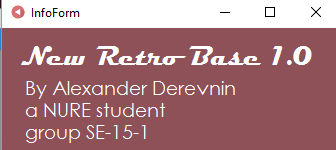 InfoForm
New Retro Base 1.0
By Alexander Derevnin
a NURE student
group SE-15-1